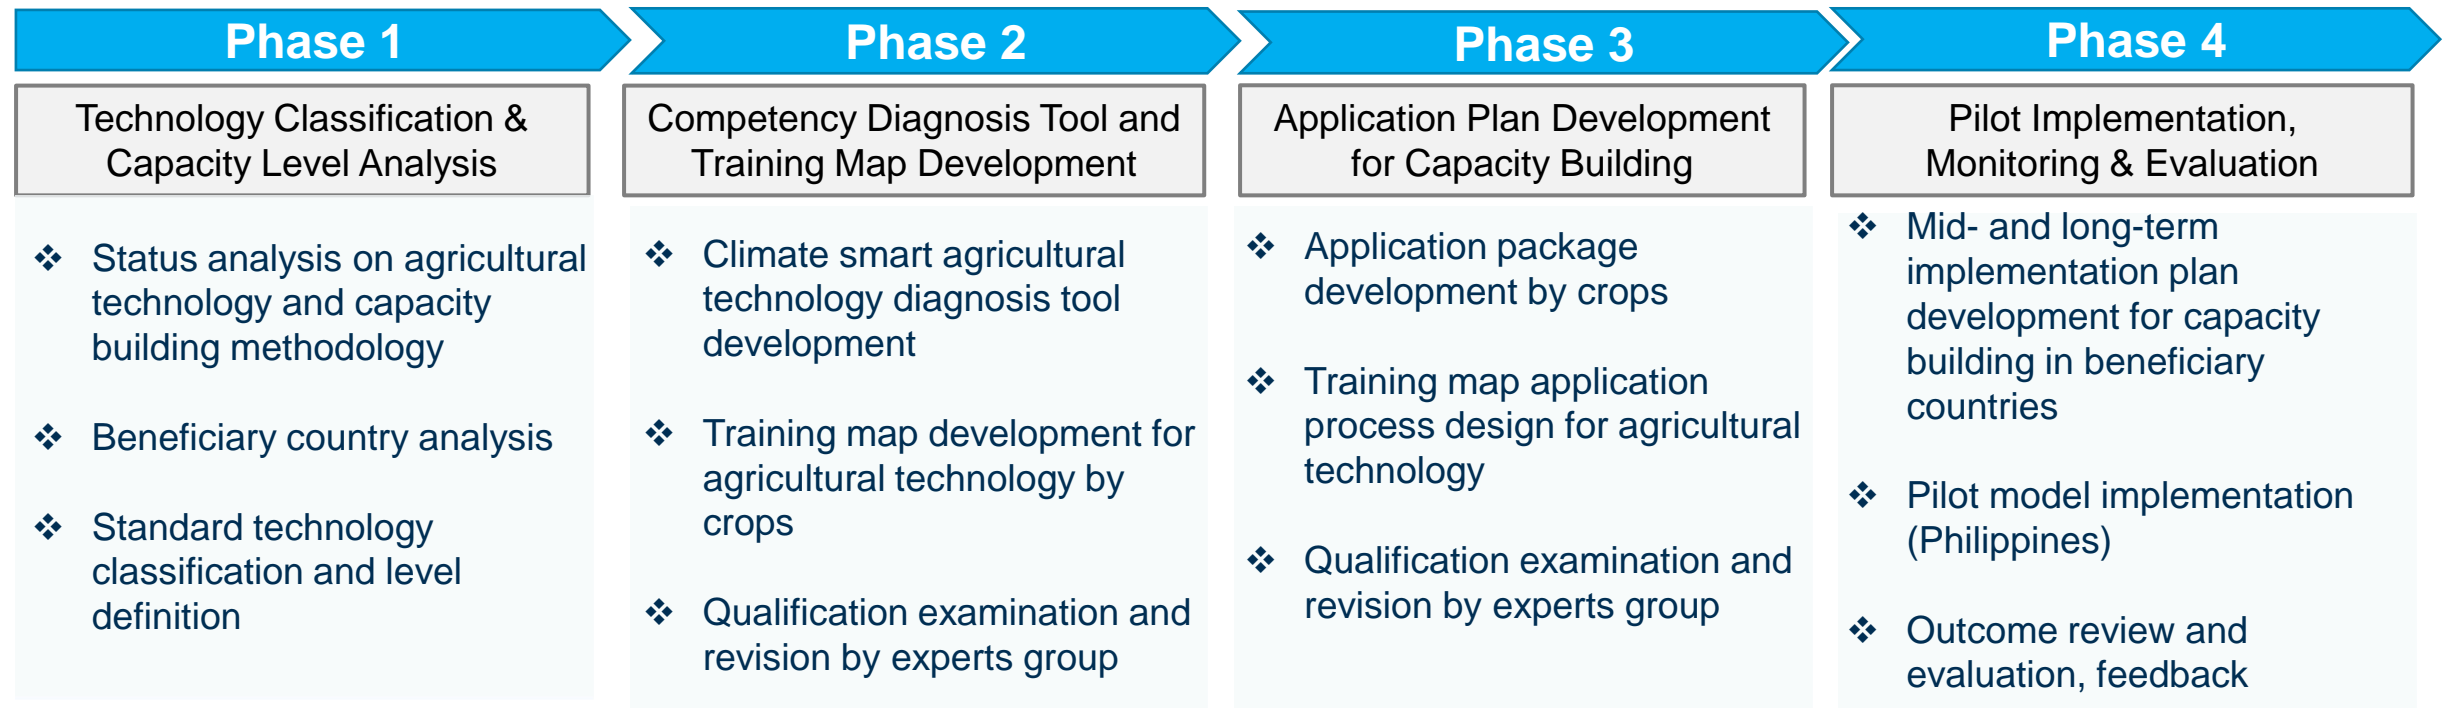 Phase 1
Technology Classification &
Capacity Level Analysis
❖ Status analysis on agricultural
technology and capacity
building methodology
❖ Beneficiary country analysis
❖ Standard technology
classification and level
definition
Phase 2
Competency Diagnosis Tool and
Training Map Development
❖ Climate smart agricultural
technology diagnosis tool
development
❖ Training map development for
agricultural technology by
crops
❖ Qualification examination and
revision by experts group
Phase 3
Application Plan Development
for Capacity Building
❖ Application package
development by crops
❖ Training map application
process design for agricultural
technology
❖ Qualification examination and
revision by experts group
Phase 4
Pilot Implementation,
Monitoring & Evaluation
❖ Mid- and long-term
implementation plan
development for capacity
building in beneficiary
countries
❖ Pilot model implementation
(Philippines)
❖ Outcome review and
evaluation, feedback